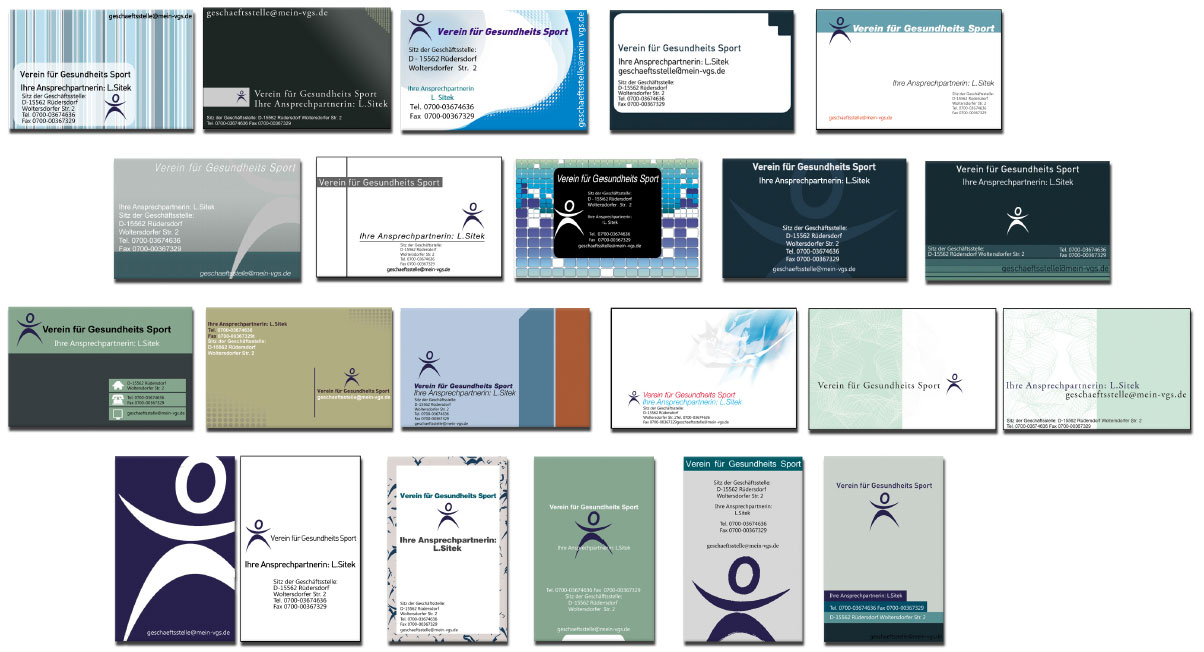 geschaeftsstelle@mein-vgs.de
Verein für Gesundheits Sport
Ihre Ansprechpartnerin: L.Sitek
Sitz der Geschäftsstelle:
D-15562 Rüdersdorf
Woltersdorfer Str. 2
Tel. 0700-03674636
Fax 0700-00367329
geschaeftsstelle@mein-vgs.de
Verein für Gesundheits Sport
Ihre Ansprechpartnerin: L.Sitek
Sitz der Geschäftsstelle: D-15562 Rüdersdorf Woltersdorfer Str. 2
Tel. 0700-03674636 Fax 0700-00367329
Verein für Gesundheits Sport
Sitz der Geschäftsstelle:
D - 15562 Rüdersdorf
Woltersdorfer Str. 2
Ihre Ansprechpartnerin
L. Sitek
Tel. 0700-03674636
Fax 0700-00367329
geschaeftsstelle@mein vgs.de
Verein für Gesundheits Sport
Ihre Ansprechpartnerin: L.Sitek
geschaeftsstelle@mein-vgs.de
Sitz der Geschäftsstelle:
D-15562 Rüdersdorf
Woltersdorfer Str. 2
Tel. 0700-03674636
Fax 0700-00367329
Verein für Gesundheits Sport
Ihre Ansprechpartnerin: L.Sitek
Sitz der Geschäftsstelle:
D-15562 Rüdersdorf
Woltersdorfer Str. 2
Tel. 0700-03674636
Fax 0700-00367329
geschaeftsstelle@mein-vgs.de
Verein für Gesundheits Sport
Ihre Ansprechpartnerin: L.Sitek
Sitz der Geschäftsstelle:
D-15562 Rüdersdorf
Woltersdorfer Str. 2
Tel. 0700-03674636
Fax 0700-00367329
geschaeftsstelle@mein-vgs.de
Verein für Gesundheits Sport
Ihre Ansprechpartnerin: L.Sitek
Sitz der Geschäftsstelle:
D-15562 Rüdersdorf
Woltersdorfer Str. 2
Tel. 0700-03674636
Fax 0700-00367329
geschaeftsstelle@mein-vgs.de
Verein für Gesundheits Sport
Sitz der Geschäftsstelle:
D - 15562 Rüdersdorf
Woltersdorfer Str. 2
Ihre Ansprechpartnerin:
L. Sitek
Tel. 0700-03674636
Fax 0700-00367329
geschaeftsstelle@mein-vgs.de
Verein für Gesundheits Sport
Ihre Ansprechpartnerin: L.Sitek
Sitz der Geschäftsstelle:
D-15562 Rüdersdorf
Woltersdorfer Str. 2
Tel. 0700-03674636
Fax 0700-00367329
geschaeftsstelle@mein-vgs.de
Verein für Gesundheits Sport
Ihre Ansprechpartnerin: L.Sitek
Sitz der Geschäftsstelle:
D-15562 Rüdersdorf Woltersdorfer Str. 2
Tel. 0700-03674636
Fax 0700-00367329
geschaeftsstelle@mein-vgs.de
Verein für Gesundheits Sport
Ihre Ansprechpartnerin: L.Sitek
D-15562 Rüdersdorf
Woltersdorfer Str. 2
Tel. 0700-03674636
Fax 0700-00367329
geschaeftsstelle@mein-vgs.de
Ihre Ansprechpartnerin: L.Sitek
Tel. 0700-03674636
Fax 0700-00367329
Sitz der Geschäftsstelle:
D-15562 Rüdersdorf
Woltersdorfer Str. 2
Verein für Gesundheits Sport
geschaeftsstelle@mein-vgs.de
Verein für Gesundheits Sport
Ihre Ansprechpartnerin: L.Sitek
Sitz der Geschäftsstelle:
D-15562 Rüdersdorf
Woltersdorfer Str. 2
Tel. 0700-03674636
Fax 0700-00367329
geschaeftsstelle@mein-vgs.de
Verein für Gesundheits Sport
Ihre Ansprechpartnerin: L.Sitek
Sitz der Geschäftsstelle:
D-15562 Rüdersdorf
Woltersdorfer Str. 2Tel. 0700-03674636
Fax 0700-00367329geschaeftsstelle@mein-vgs.de
Verein für Gesundheits Sport
Ihre Ansprechpartnerin: L.Sitek
geschaeftsstelle@mein-vgs.de
Sitz der Geschäftsstelle: D-15562 Rüdersdorf Woltersdorfer Str. 2
Tel. 0700-03674636 Fax 0700-00367329
geschaeftsstelle@mein-vgs.de
Verein für Gesundheits Sport
Ihre Ansprechpartnerin: L.Sitek
Sitz der Geschäftsstelle:
D-15562 Rüdersdorf
Woltersdorfer Str. 2
Tel. 0700-03674636
Fax 0700-00367329
Verein für Gesundheits Sport
Ihre Ansprechpartnerin:
L.Sitek
Sitz der Geschäftsstelle:
D-15562 Rüdersdorf
Woltersdorfer Str. 2
Tel. 0700-03674636
Fax 0700-00367329
geschaeftsstelle@mein-vgs.de
Verein für Gesundheits Sport
Ihre Ansprechpartnerin: L.Sitek
Tel. 0700-03674636 Fax 0700-00367329
Sitz der Geschäftsstelle:
D-15562 Rüdersdorf
Woltersdorfer Str. 2
geschaeftsstelle@mein-vgs.de
Verein für Gesundheits Sport
Sitz der Geschäftsstelle:
D-15562 Rüdersdorf
Woltersdorfer Str. 2
Ihre Ansprechpartnerin:
L.Sitek
Tel. 0700-03674636
Fax 0700-00367329
geschaeftsstelle@mein-vgs.de
Verein für Gesundheits Sport
Ihre Ansprechpartnerin: L.Sitek
Tel. 0700-03674636 Fax 0700-00367329
Sitz der Geschäftsstelle:
D-15562 Rüdersdorf Woltersdorfer Str. 2
geschaeftsstelle@mein-vgs.de